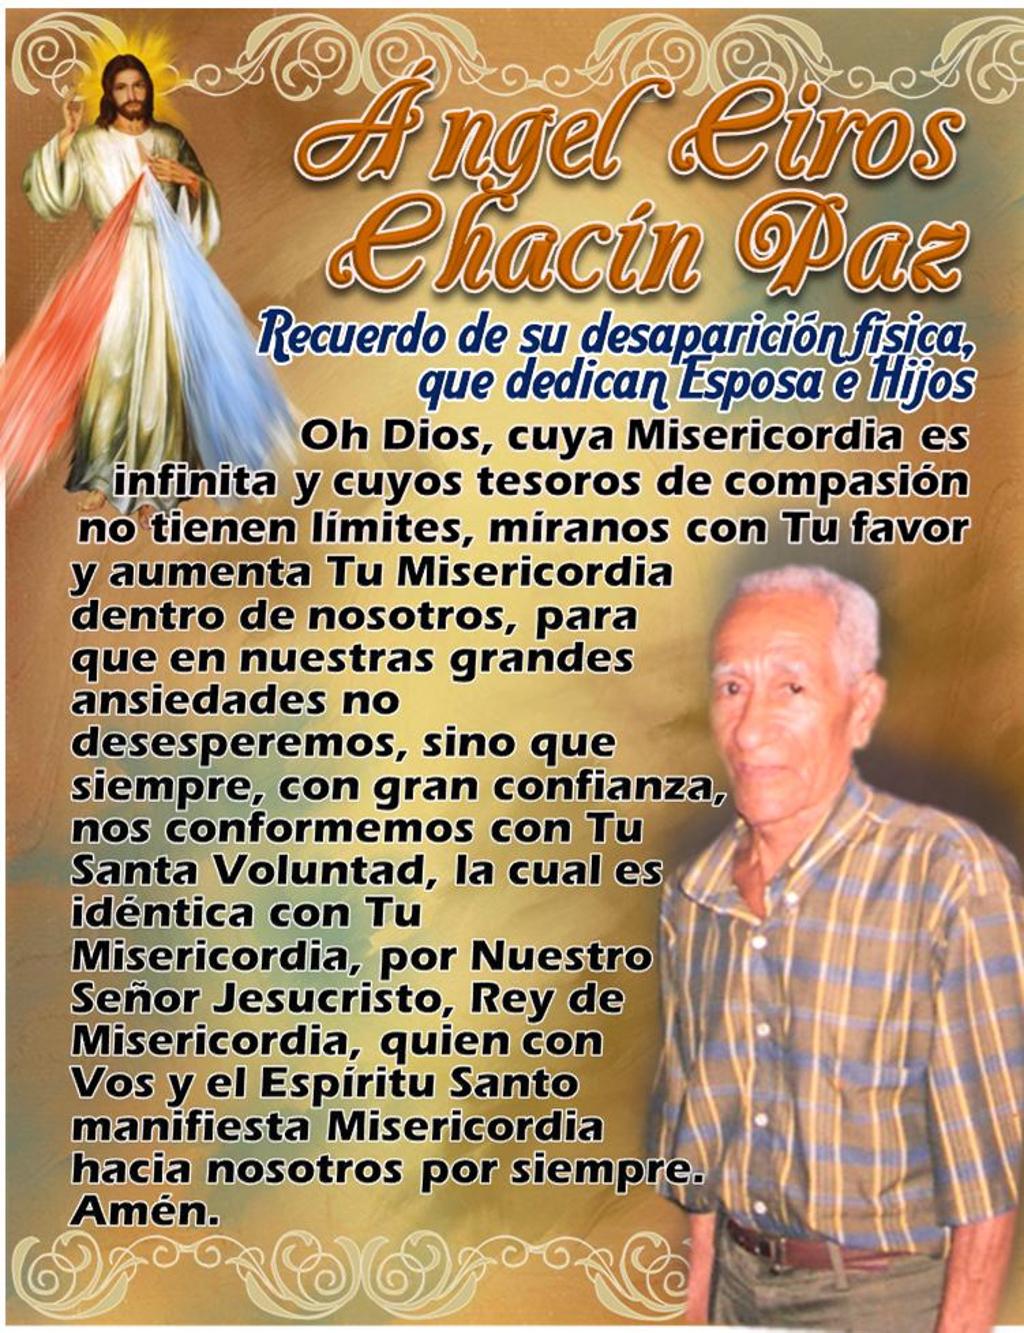 Ángel Ciros
Chacín Paz
Recuerdo de su desaparición física,
que dedican Esposa e Hijos
Oh Dios, cuya Misericordia es
infinita y cuyos tesoros de compasión
no tienen límites, míranos con Tu favor
y aumenta Tu Misericordia
dentro de nosotros, para
que en nuestras grandes
ansiedades no
desesperemos, sino que
siempre, con gran confianza,
nos conformemos con Tu
Santa Voluntad, la cual es
idéntica con Tu
Misericordia, por Nuestro
Señor Jesucristo, Rey de
Misericordia, quien con
Vos y el Espíritu Santo
manifiesta Misericordia
hacia nosotros por siempre.
Amén.